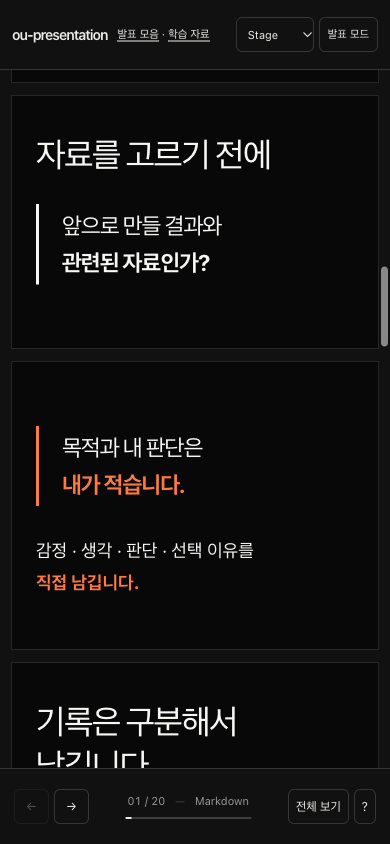 ou-presentation 발표 모음 · 학습 자료 Stage 발표 모드
자료를 고르기 전에
앞으로 만들 결과와
관련된 자료인가?
목적과 내 판단은
내가 적습니다.
감정 · 생각 · 판단 · 선택 이유를
직접 남깁니다.
기록은 구분해서
남깁니다
← → 01 / 20 — Markdown 전체 보기 ?